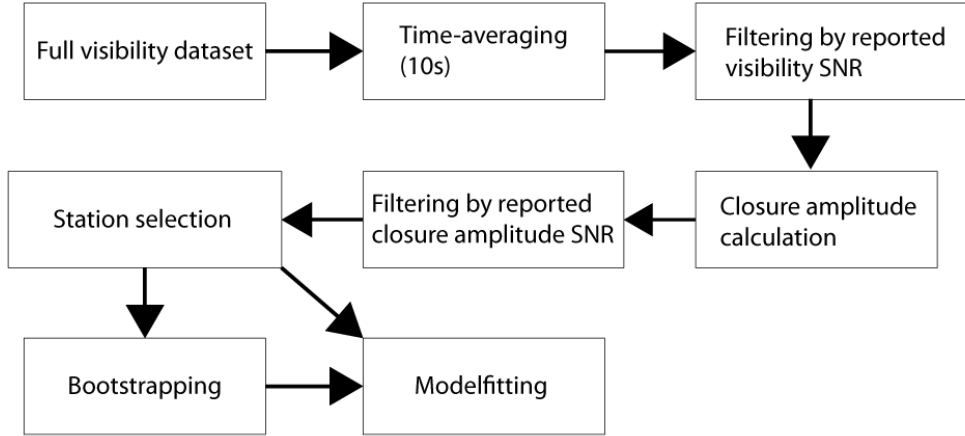 Full visibility dataset
Time-averaging
(10s)
Filtering by reported
visibility SNR
Closure amplitude
calculation
Filtering by reported
closure amplitude SNR
Station selection
Bootstrapping
Modelfitting